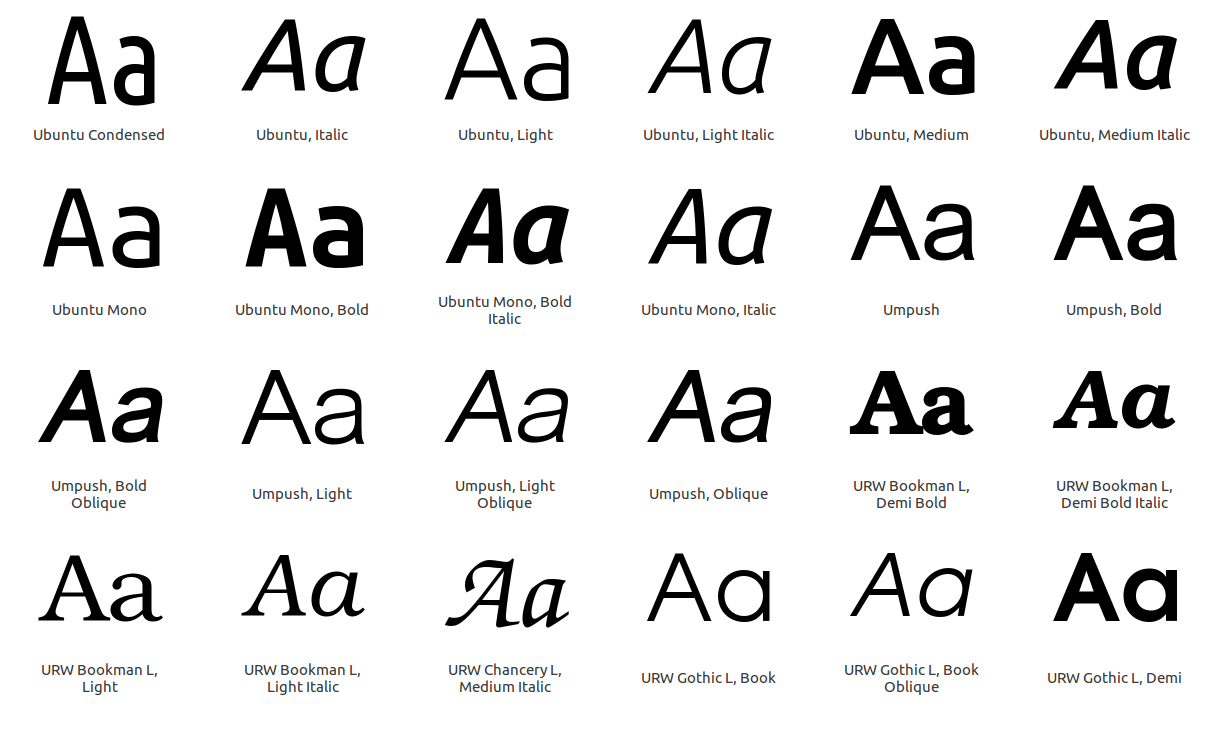 Aa Aa Aa Aa Aa Aa
Ubuntu Condensed Ubuntu, Italic Ubuntu, Light Ubuntu, Light Italic Ubuntu, Medium Ubuntu, Medium Italic
Aa Aa Aa Aa Aa Aa
Ubuntu Mono Ubuntu Mono, Bold Ubuntu Mono, Bold
Italic Ubuntu Mono, Italic Umpush Umpush, Bold
Aa Aa Aa Aa Aa Aa
Umpush, Bold
Oblique Umpush, Light Umpush, Light
Oblique Umpush, Oblique URW Bookman L,
Demi Bold URW Bookman L,
Demi Bold Italic
Aa Aa Aa Aa Aa Aa
URW Bookman L,
Light URW Bookman L,
Light Italic URW Chancery L,
Medium Italic URW Gothic L, Book URW Gothic L, Book
Oblique URW Gothic L, Demi